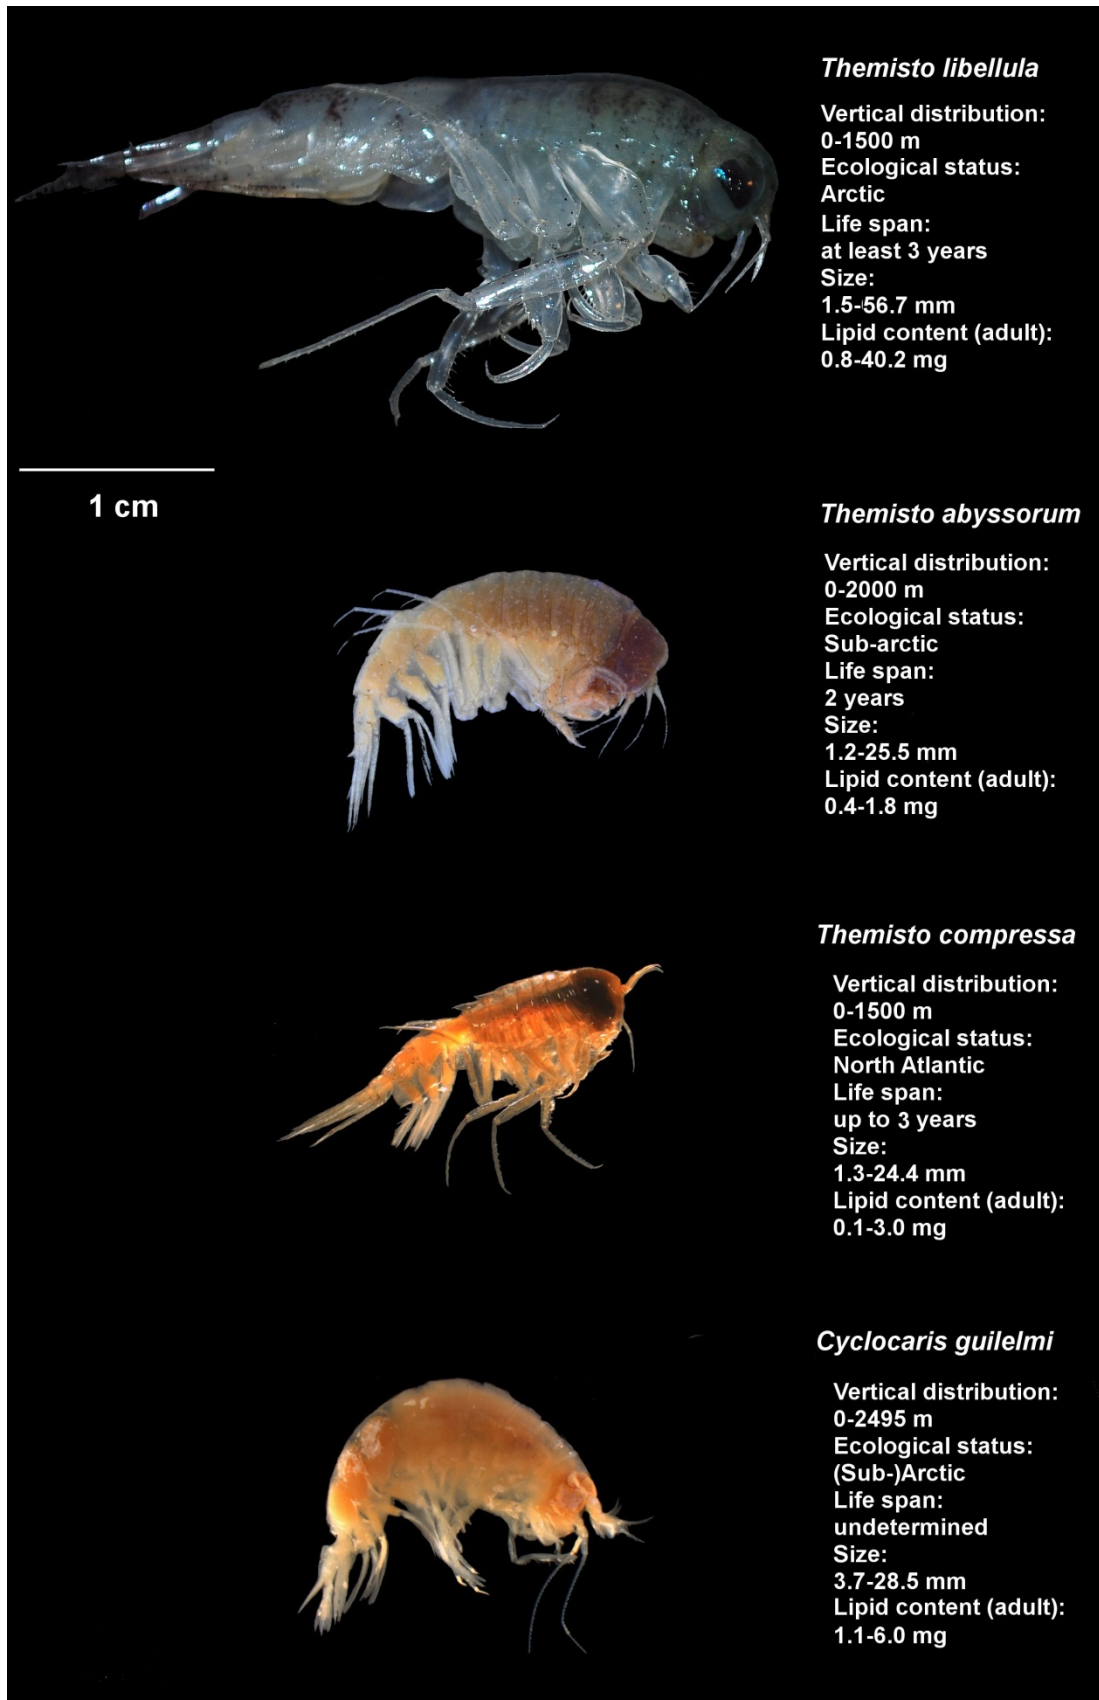 Themisto libellula
Vertical distribution:
0-1500 m
Ecological status:
Arctic
Life span:
at least 3 years
Size:
1.5-56.7 mm
Lipid content (adult):
0.8-40.2 mg
1 cm
Themisto abyssorum
Vertical distribution:
0-2000 m
Ecological status:
Sub-arctic
Life span:
2 years
Size:
1.2-25.5 mm
Lipid content (adult):
0.4-1.8 mg
Themisto compressa
Vertical distribution:
0-1500 m
Ecological status:
North Atlantic
Life span:
up to 3 years
Size:
1.3-24.4 mm
Lipid content (adult):
0.1-3.0 mg
Cyclocaris guilelmi
Vertical distribution:
0-2495 m
Ecological status:
(Sub-)Arctic
Life span:
undetermined
Size:
3.7-28.5 mm
Lipid content (adult):
1.1-6.0 mg